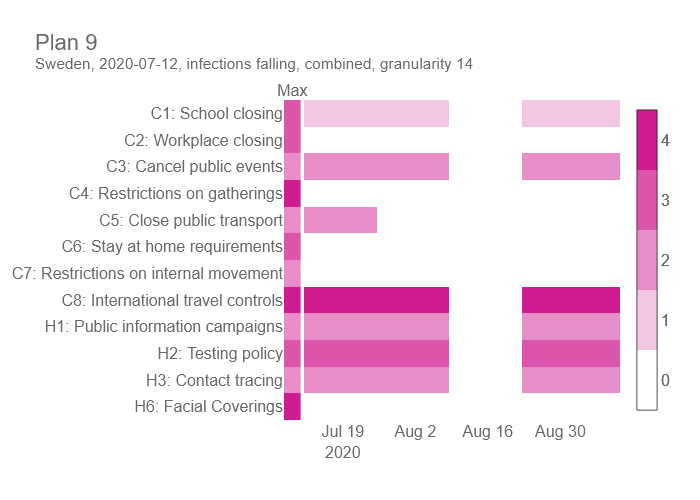 Plan 9
Sweden, 2020-07-12, infections falling, combined, granularity 14
Max
C1: School closing
C2: Workplace closing
C3: Cancel public events
C4: Restrictions on gatherings
C5: Close public transport
C6: Stay at home requirements
C7: Restrictions on internal movement
C8: International travel controls
H1: Public information campaigns
H2: Testing policy
H3: Contact tracing
H6: Facial Coverings
Jul 19 Aug 2 Aug 16 Aug 30
2020
4
3
2
1
0